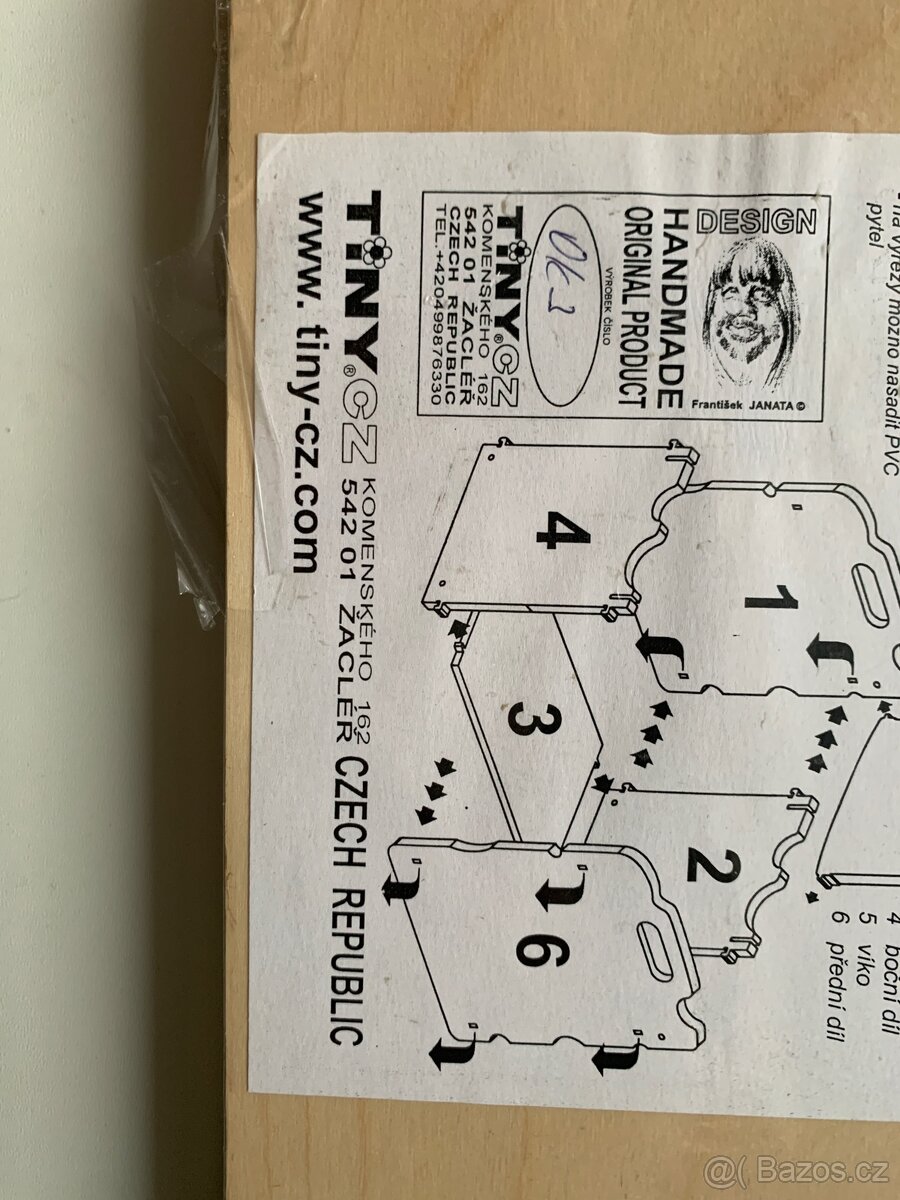 - na výřezy možno nasadit PVC
pytel
4 boční díl
5 víko
6 přední díl
DESIGN
František JANATA ©
HANDMADE
ORIGINAL PRODUCT
VÝROBEK ČÍSLO
TiNY®CZ
KOMENSKÉHO 162
542 01 ŽACLÉŘ
CZECH REPUBLIC
TEL.+420499876330
1
4
3
2
6
TiNY®CZ KOMENSKÉHO 162
542 01 ŽACLÉŘ CZECH REPUBLIC
www. tiny-cz.com
@( Bazos.cz